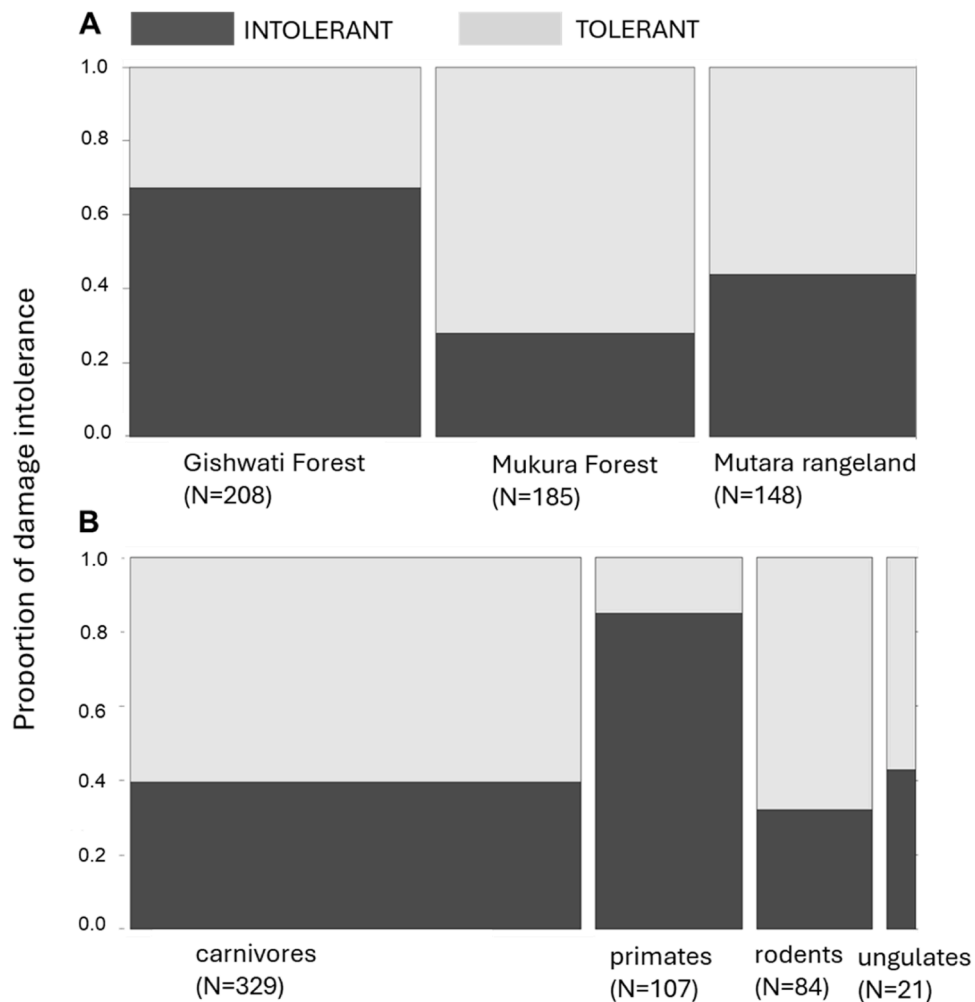 A INTOLERANT TOLERANT
1.0
0.8
0.6
0.4
0.2
0.0
Gishwati Forest
(N=208)
Mukura Forest
(N=185)
Mutara rangeland
(N=148)
Proportion of damage intolerance
B
1.0
0.8
0.6
0.4
0.2
0.0
carnivores
(N=329)
primates
(N=107)
rodents
(N=84)
ungulates
(N=21)